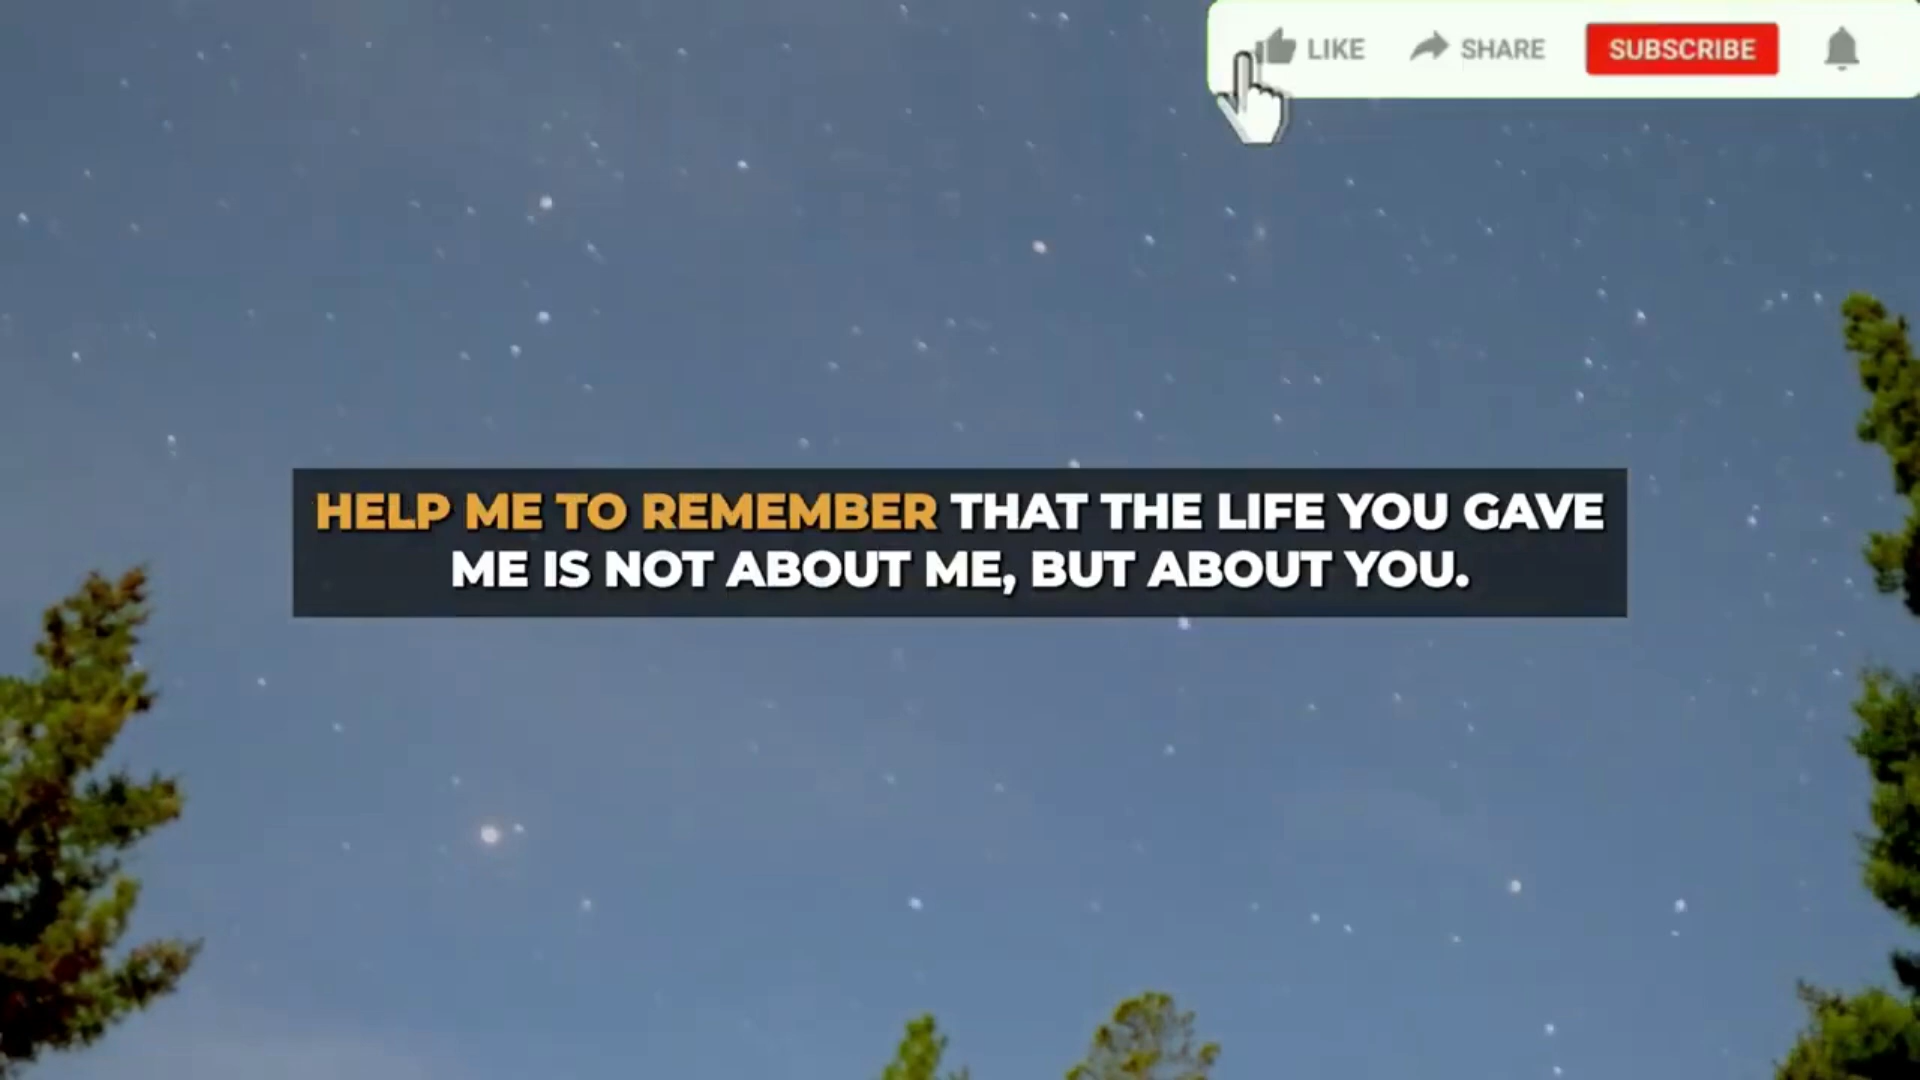 LIKE SHARE SUBSCRIBE
HELP ME TO REMEMBER THAT THE LIFE YOU GAVE
ME IS NOT ABOUT ME, BUT ABOUT YOU.